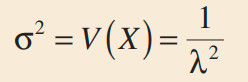 σ² = V(X) = 1/λ²